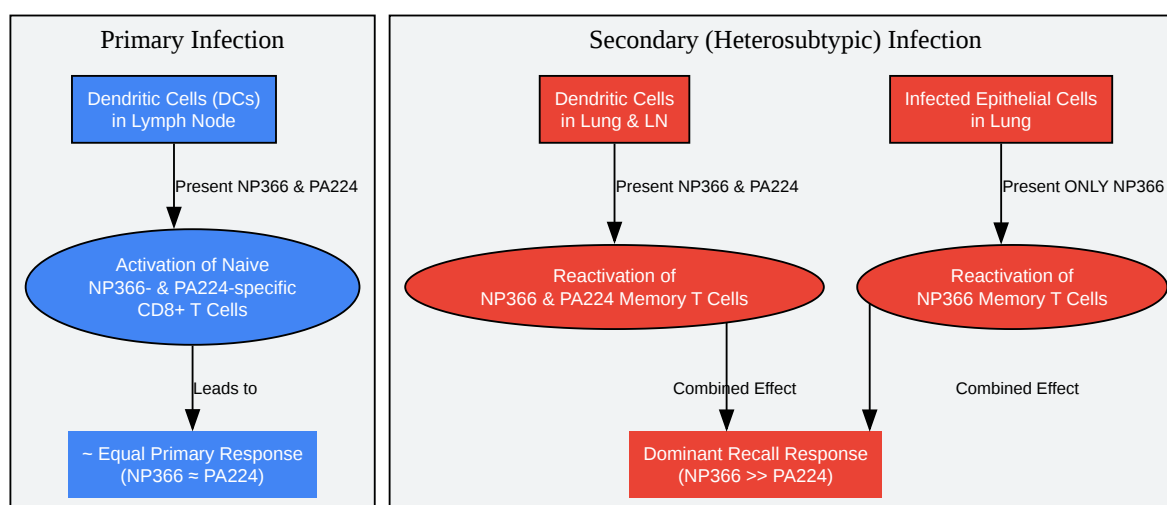 Primary Infection
Dendritic Cells (DCs)
in Lymph Node
Present NP366 & PA224
Activation of Naive
NP366- & PA224-specific
CD8+ T Cells
Leads to
~ Equal Primary Response
(NP366 ≈ PA224)
Secondary (Heterosubtypic) Infection
Dendritic Cells
in Lung & LN
Present NP366 & PA224
Reactivation of
NP366 & PA224 Memory T Cells
Combined Effect
Infected Epithelial Cells
in Lung
Present ONLY NP366
Reactivation of
NP366 Memory T Cells
Combined Effect
Dominant Recall Response
(NP366 >> PA224)